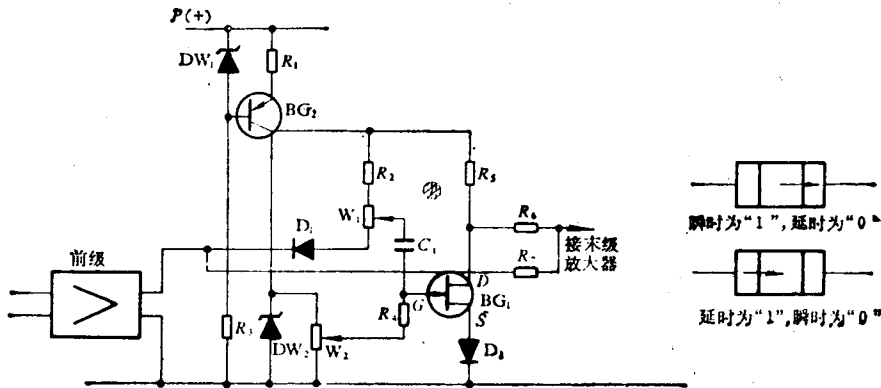 P(+)
DW₁
R₁
BG₂
R₂
R₅
W₁
R₆
D₁
C₁
接末级
放大器
前级
R₇
D
G
BG₁
S
R₃
DW₂
W₂
R₄
D₂
瞬时为“1”,延时为“0”
延时为“1”,瞬时为“0”